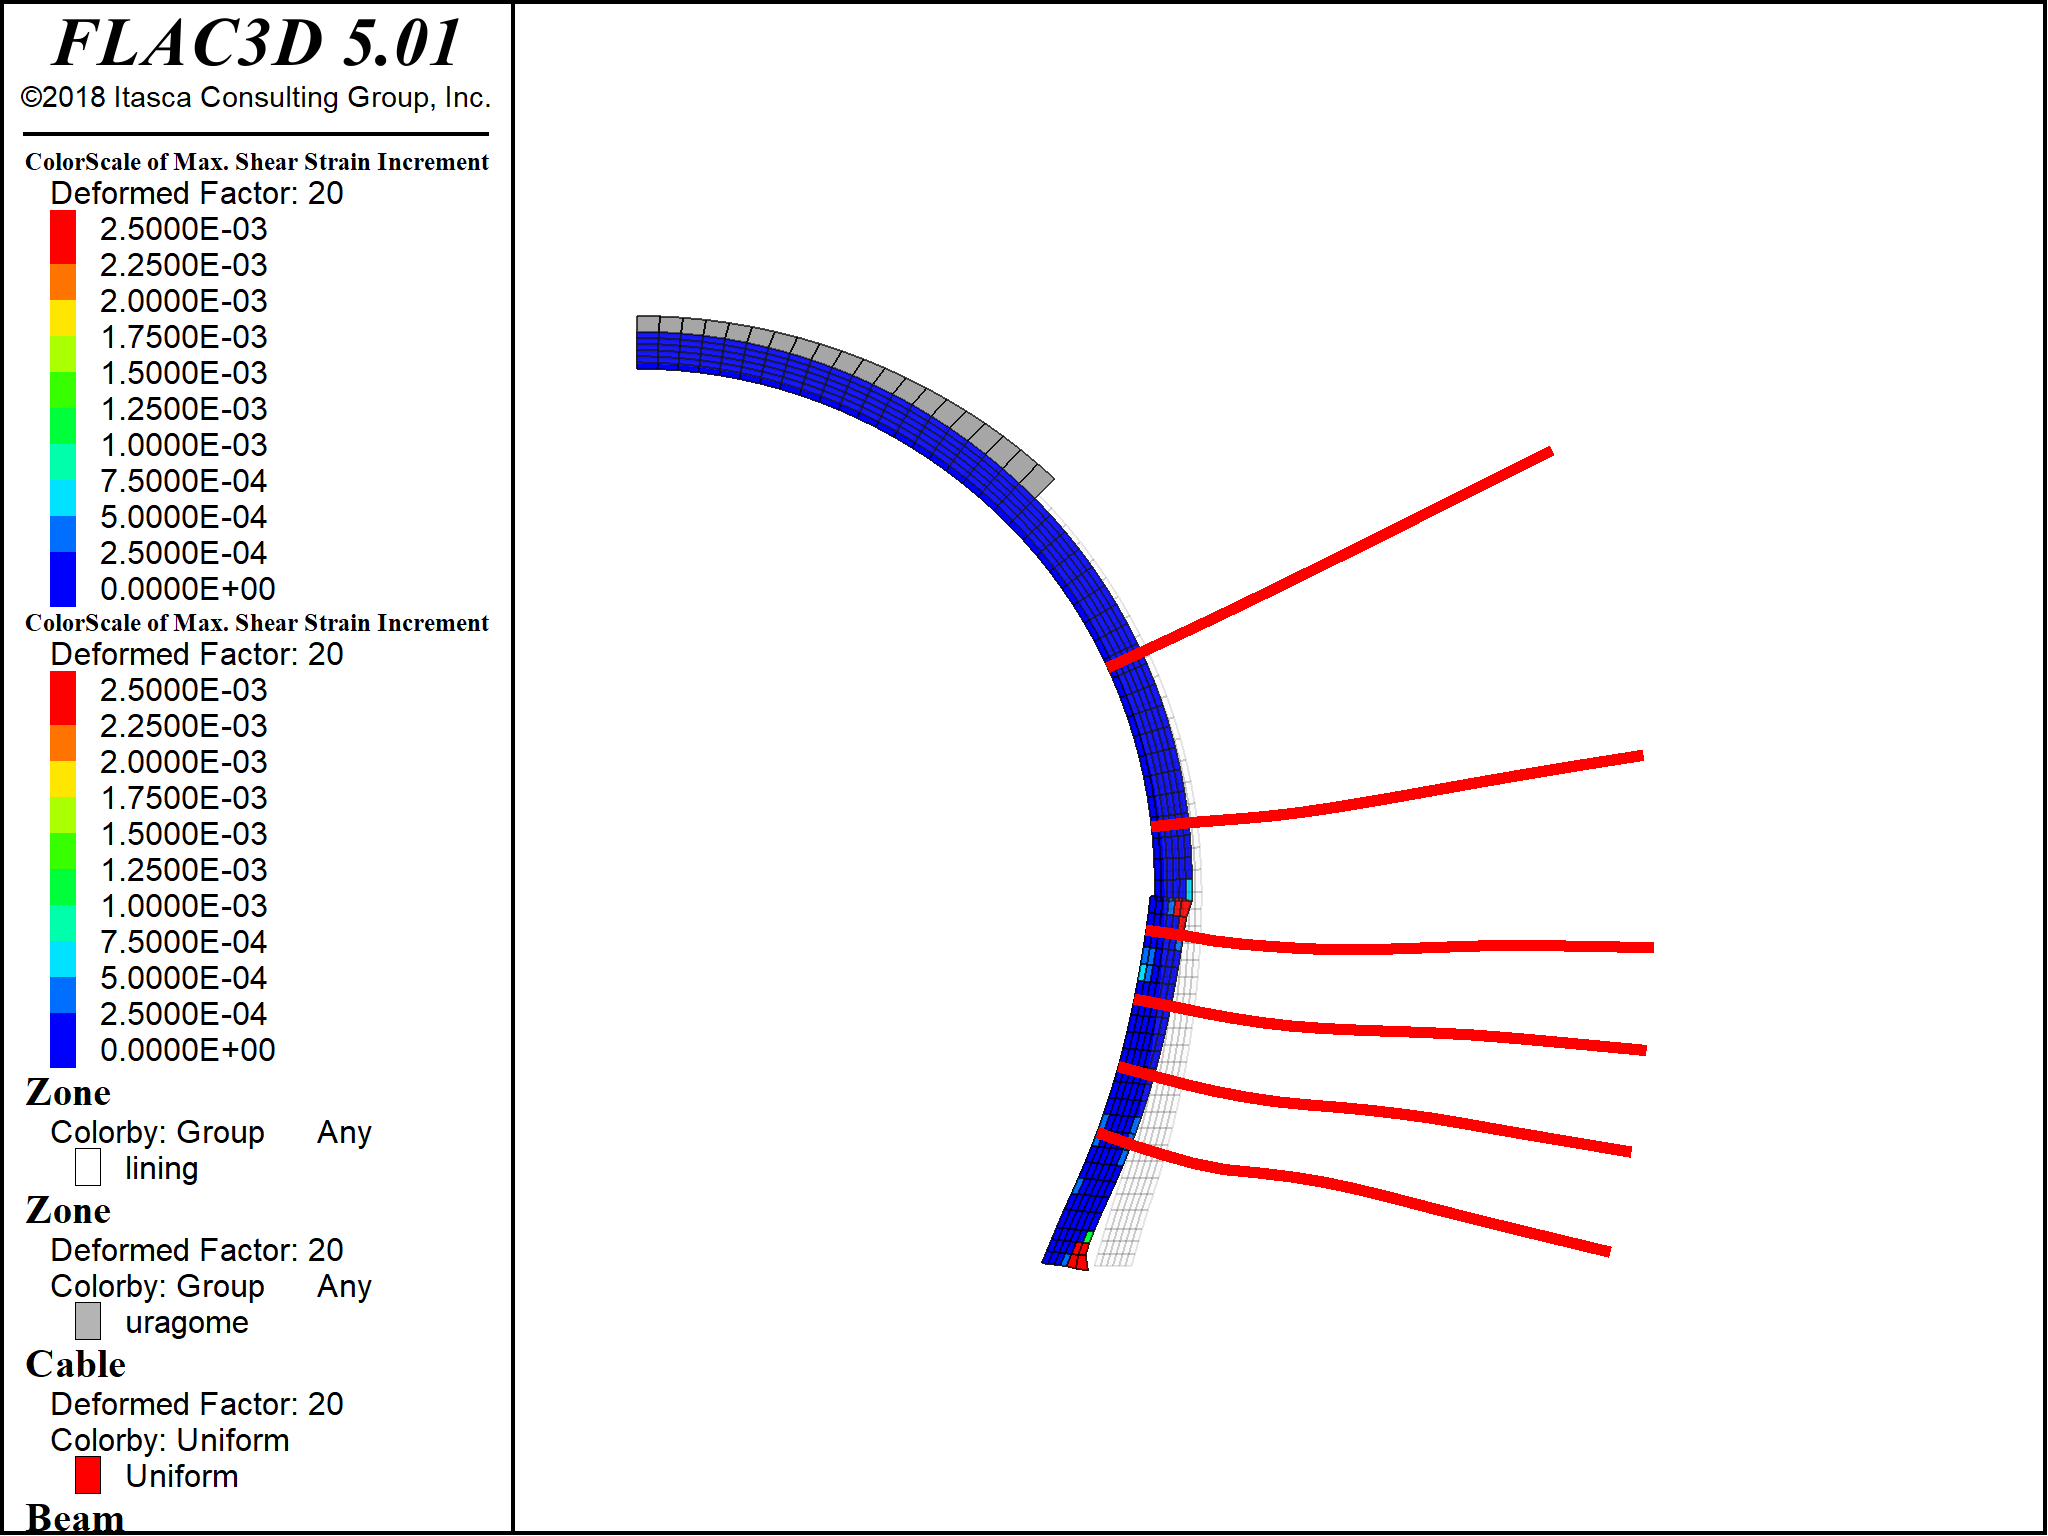 FLAC3D 5.01
©2018 Itasca Consulting Group, Inc.
ColorScale of Max. Shear Strain Increment
Deformed Factor: 20
2.5000E-03
2.2500E-03
2.0000E-03
1.7500E-03
1.5000E-03
1.2500E-03
1.0000E-03
7.5000E-04
5.0000E-04
2.5000E-04
0.0000E+00
ColorScale of Max. Shear Strain Increment
Deformed Factor: 20
2.5000E-03
2.2500E-03
2.0000E-03
1.7500E-03
1.5000E-03
1.2500E-03
1.0000E-03
7.5000E-04
5.0000E-04
2.5000E-04
0.0000E+00
Zone
Colorby: Group Any
lining
Zone
Deformed Factor: 20
Colorby: Group Any
uragome
Cable
Deformed Factor: 20
Colorby: Uniform
Uniform
Beam